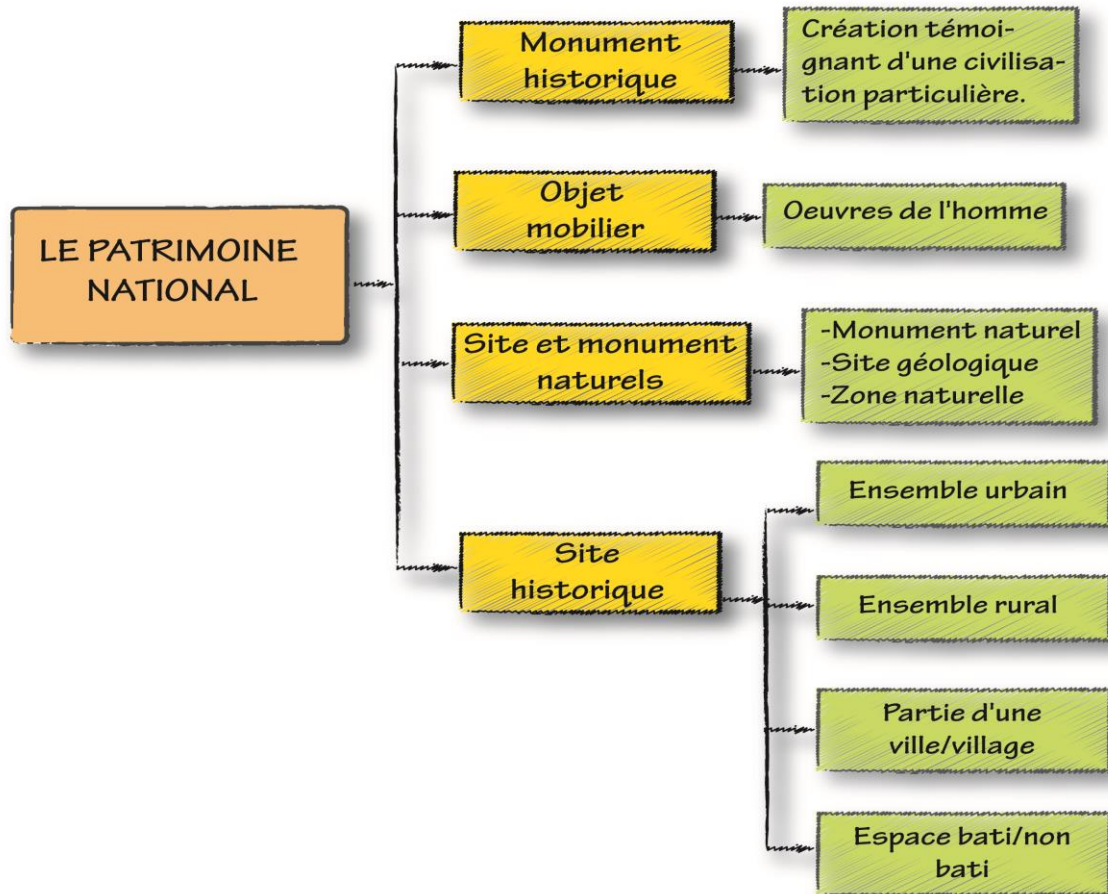 LE PATRIMOINE
NATIONAL
Monument
historique
Création témoi-
gnant d'une civilisa-
tion particulière.
Objet
mobilier
Oeuvres de l'homme
Site et monument
naturels
-Monument naturel
-Site géologique
-Zone naturelle
Site
historique
Ensemble urbain
Ensemble rural
Partie d'une
ville/village
Espace bati/non
bati